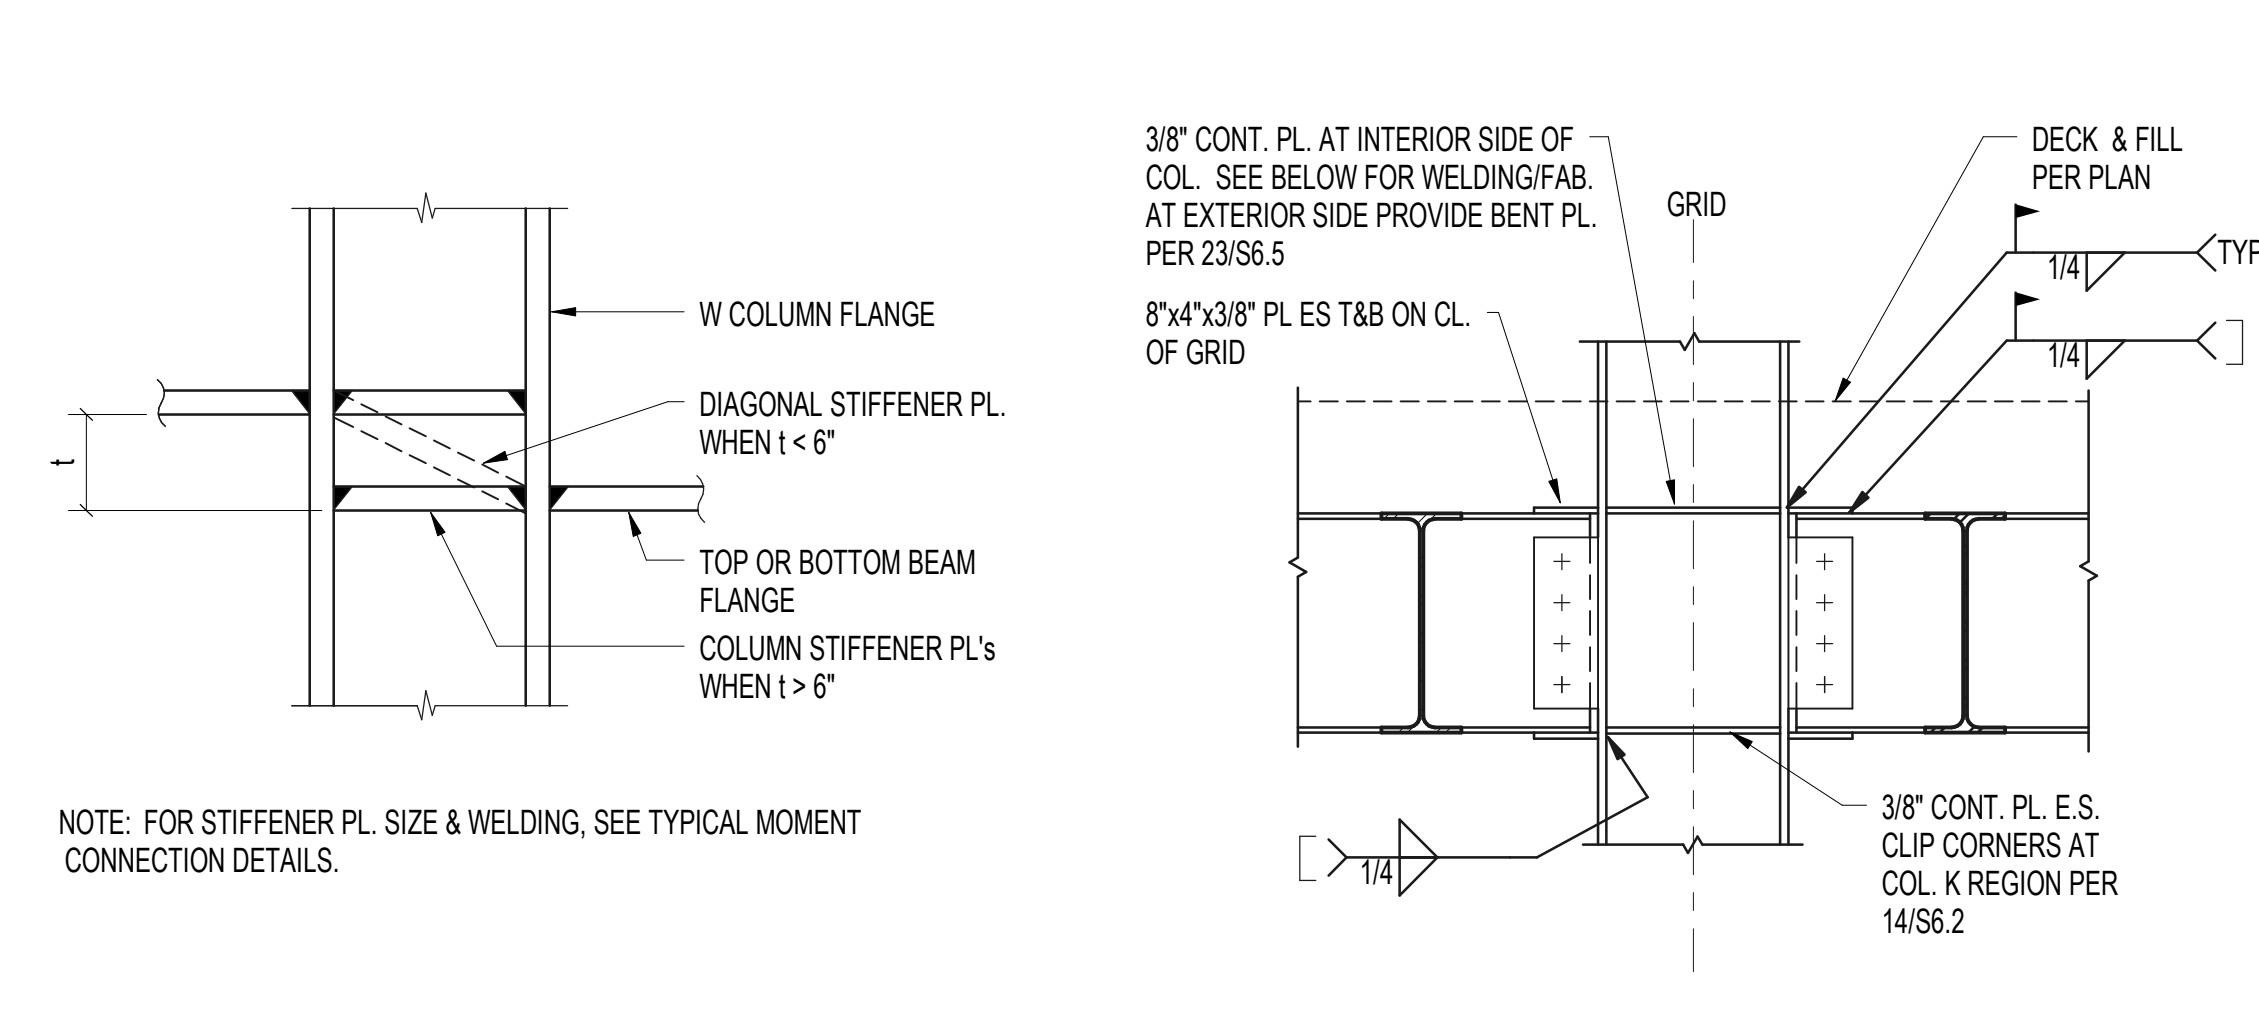 W COLUMN FLANGE
DIAGONAL STIFFENER PL.
WHEN t < 6"
t
TOP OR BOTTOM BEAM
FLANGE
COLUMN STIFFENER PL's
WHEN t > 6"
NOTE:  FOR STIFFENER PL. SIZE & WELDING, SEE TYPICAL MOMENT
CONNECTION DETAILS.
3/8" CONT. PL. AT INTERIOR SIDE OF
COL.  SEE BELOW FOR WELDING/FAB.
AT EXTERIOR SIDE PROVIDE BENT PL.
PER 23/S6.5
8"x4"x3/8" PL ES T&B ON CL.
OF GRID
GRID
DECK  & FILL
PER PLAN
1/4
TYP
1/4
1/4
3/8" CONT. PL. E.S.
CLIP CORNERS AT
COL. K REGION PER
14/S6.2